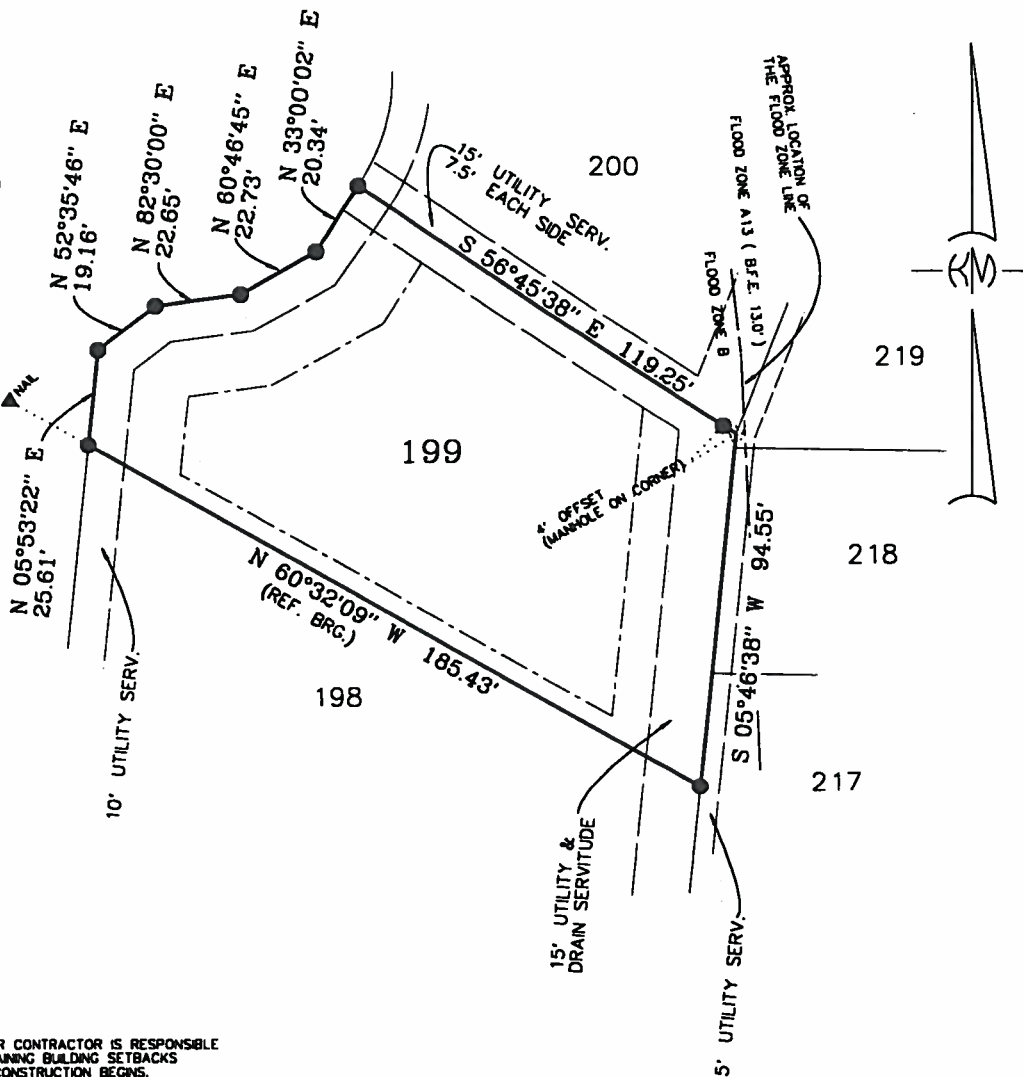 N 33°00'02" E
20.34'
N 60°46'45" E
22.73'
N 82°30'00" E
22.65'
N 52°35'46" E
19.16'
NAIL
N 05°53'22" E
25.61'
APPROX. LOCATION OF
THE FLOOD ZONE LINE
FLOOD ZONE A13 ( B.F.E. 13.0')
FLOOD ZONE B
200
15' UTILITY SERV.
7.5' EACH SIDE
S 56°45'38" E 119.25'
N
219
199
4' OFFSET
(MANHOLE ON CORNER)
N 60°32'09" W 185.43'
(REF. BRG.)
S 05°46'38" W 94.55'
218
198
217
10' UTILITY SERV.
15' UTILITY &
DRAIN SERVITUDE
5' UTILITY SERV.
CONTRACTOR IS RESPONSIBLE
BUILDING SETBACKS
CONSTRUCTION BEGINS.